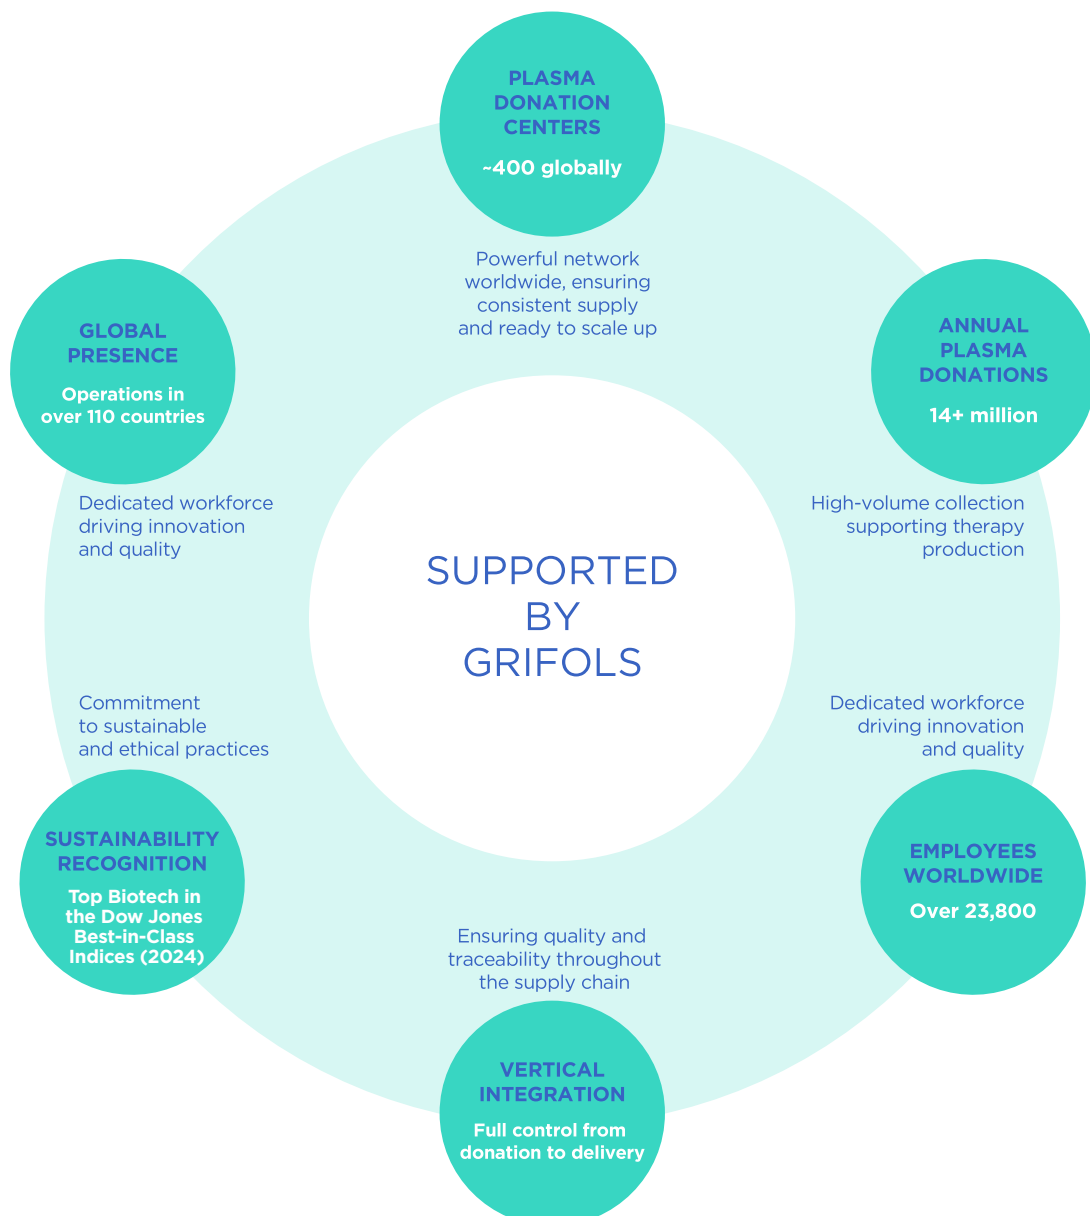 PLASMA
DONATION
CENTERS
~400 globally
Powerful network
worldwide, ensuring
consistent supply
and ready to scale up
GLOBAL
PRESENCE
Operations in
over 110 countries
Dedicated workforce
driving innovation
and quality
ANNUAL
PLASMA
DONATIONS
14+ million
High-volume collection
supporting therapy
production
SUPPORTED
BY
GRIFOLS
Commitment
to sustainable
and ethical practices
SUSTAINABILITY
RECOGNITION
Top Biotech in
the Dow Jones
Best-in-Class
Indices (2024)
Dedicated workforce
driving innovation
and quality
EMPLOYEES
WORLDWIDE
Over 23,800
Ensuring quality and
traceability throughout
the supply chain
VERTICAL
INTEGRATION
Full control from
donation to delivery